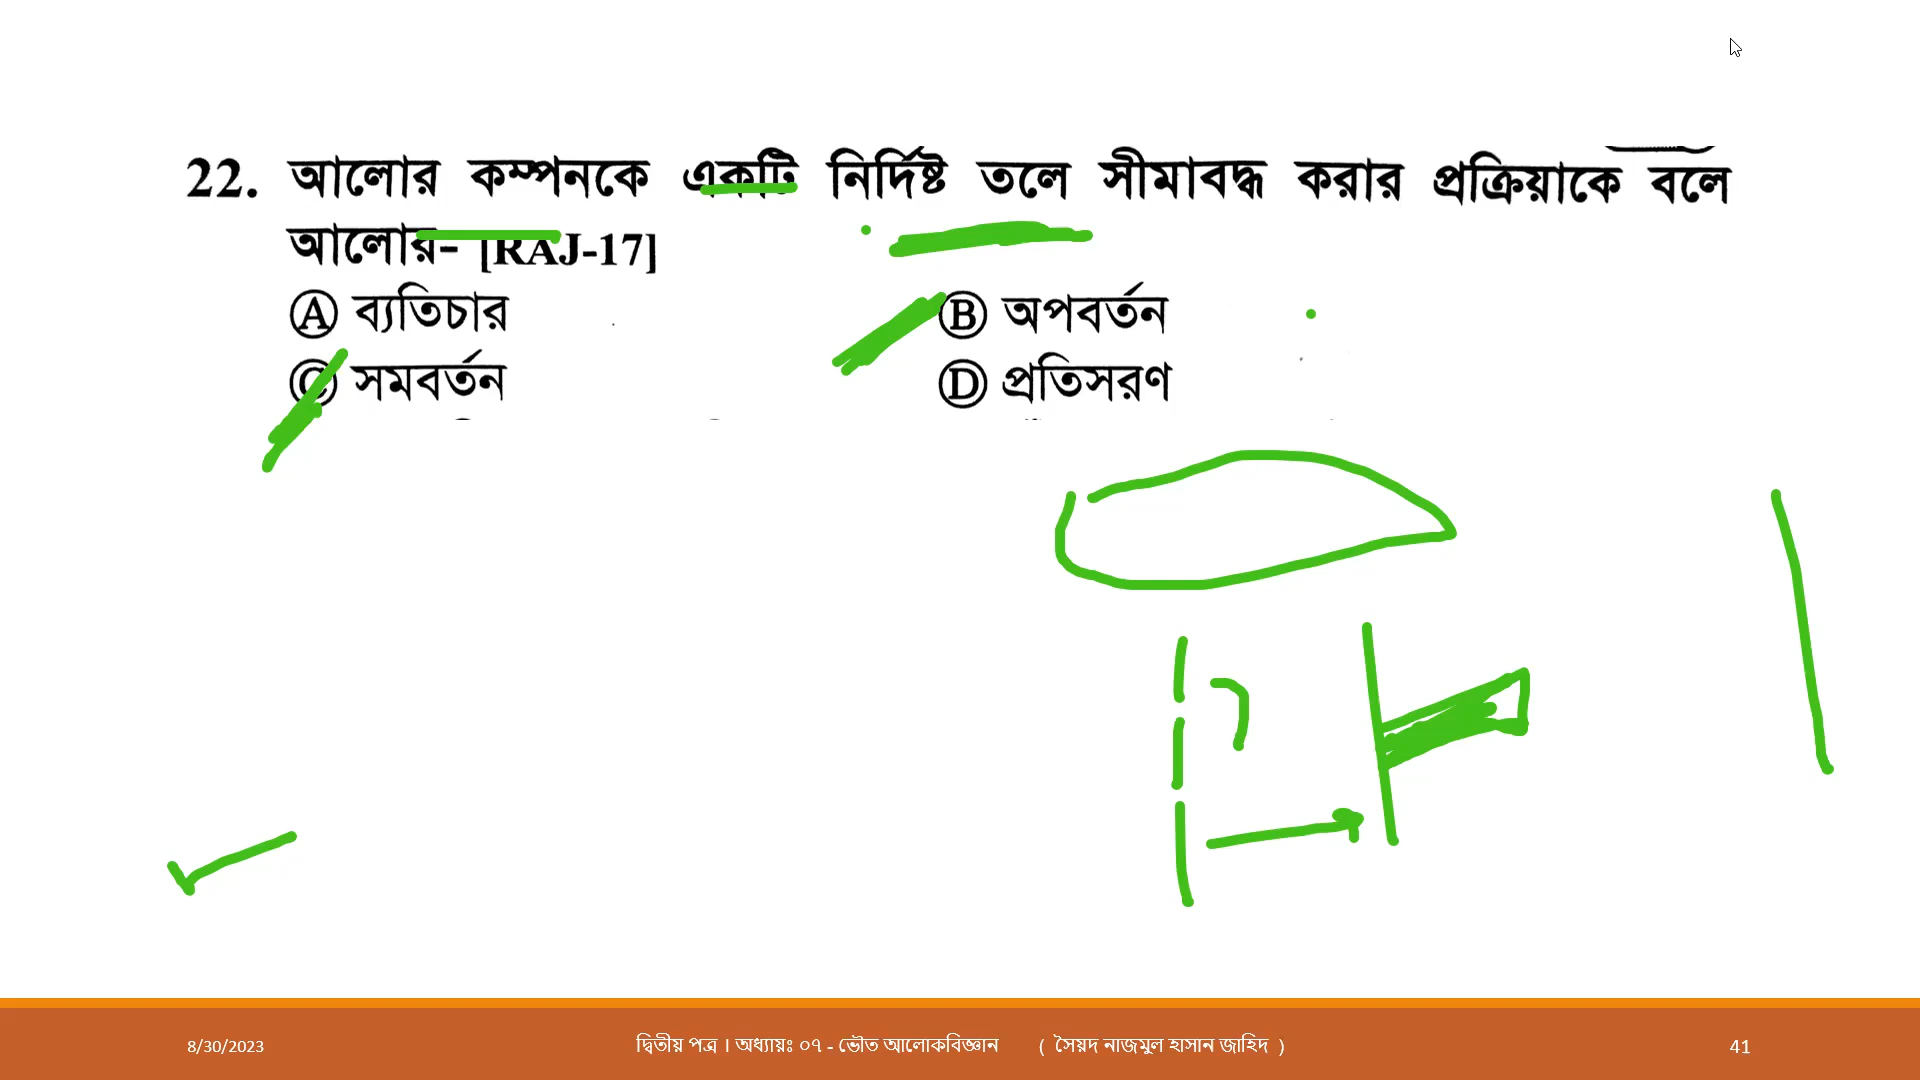 22. আলোর কম্পনকে একটি নির্দিষ্ট তলে সীমাবদ্ধ করার প্রক্রিয়াকে বলে
আলোর- [RAJ-17]
Ⓐ ব্যতিচার Ⓑ অপবর্তন
Ⓒ সমবর্তন Ⓓ প্রতিসরণ
8/30/2023 দ্বিতীয় পত্র । অধ্যায়ঃ ০৭ - ভৌত আলোকবিজ্ঞান ( সৈয়দ নাজমুল হাসান জাহিদ ) 41